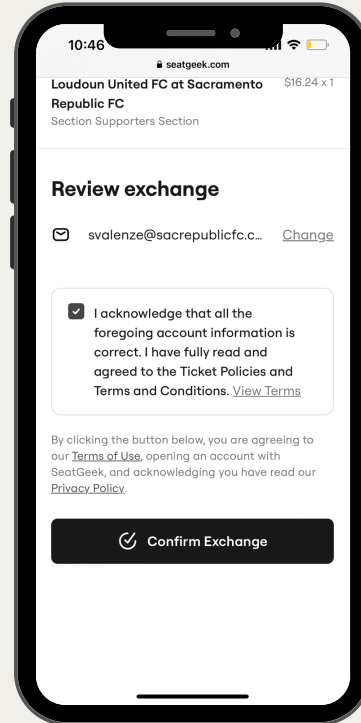 10:46
seatgeek.com
Loudoun United FC at Sacramento $16.24 x 1
Republic FC
Section Supporters Section
Review exchange
svalenze@sacrepublicfc.c... Change
I acknowledge that all the
foregoing account information is
correct. I have fully read and
agreed to the Ticket Policies and
Terms and Conditions. View Terms
By clicking the button below, you are agreeing to
our Terms of Use, opening an account with
SeatGeek, and acknowledging you have read our
Privacy Policy.
Confirm Exchange